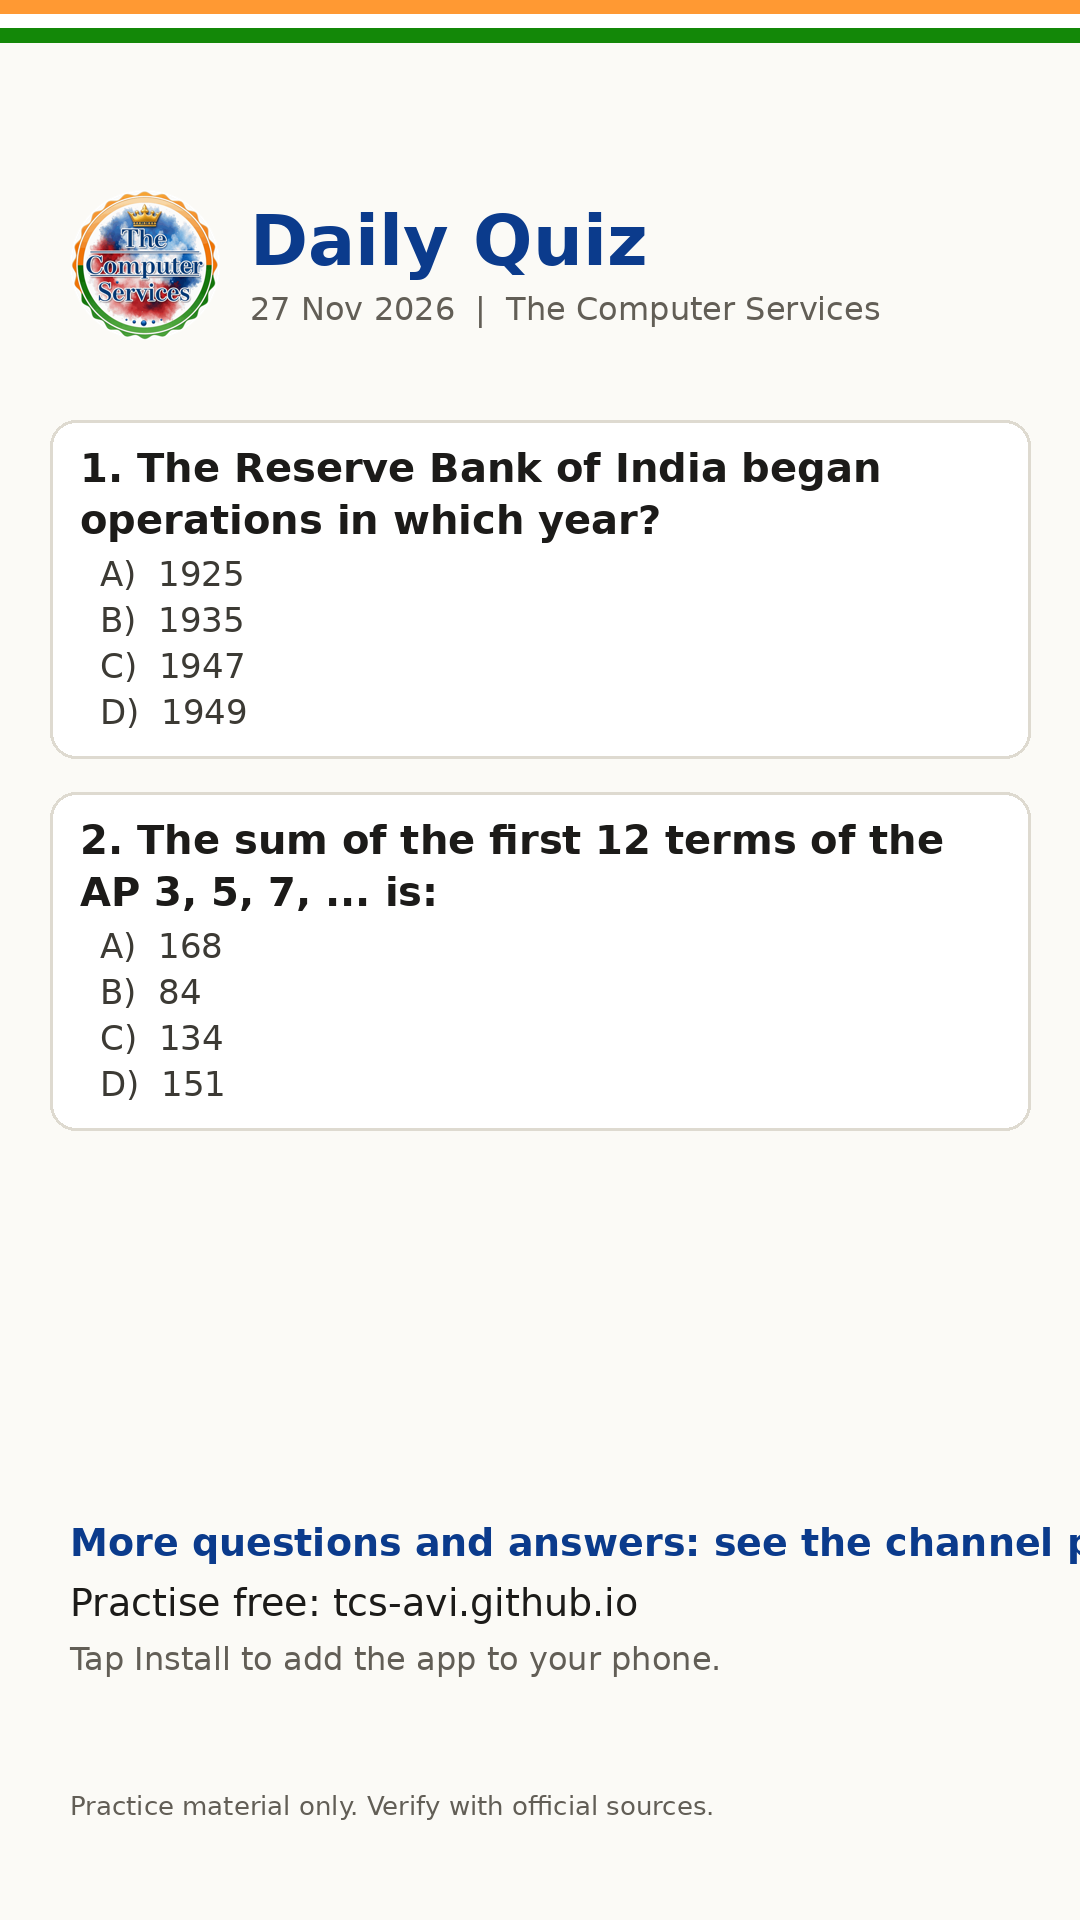 The
Computer
Services
Daily Quiz
27 Nov 2026 | The Computer Services
1. The Reserve Bank of India began
operations in which year?
A) 1925
B) 1935
C) 1947
D) 1949
2. The sum of the first 12 terms of the
AP 3, 5, 7, ... is:
A) 168
B) 84
C) 134
D) 151
More questions and answers: see the channel
Practise free: tcs-avi.github.io
Tap Install to add the app to your phone.
Practice material only. Verify with official sources.